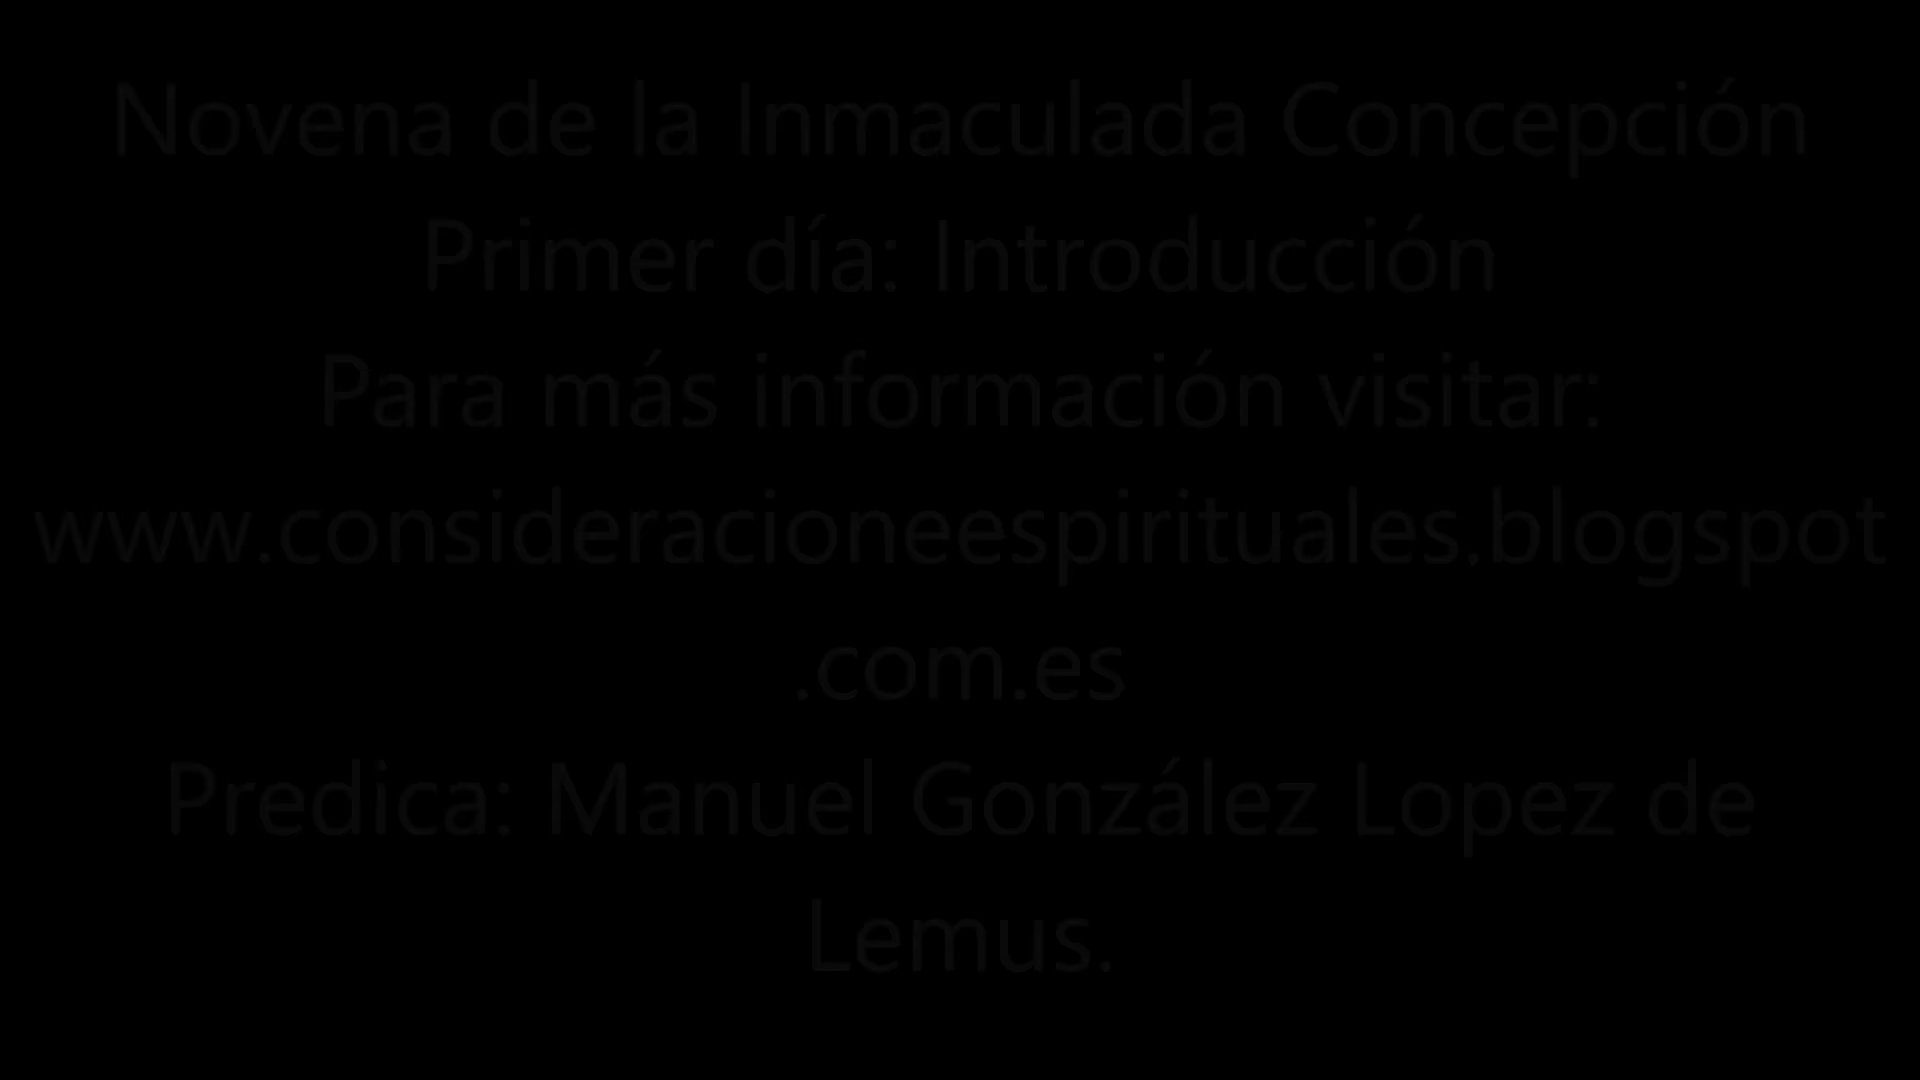 Novena de la Inmaculada Concepción
Primer día: Introducción
Para más información visitar:
www.consideracioneespirituales.blogspot
.com.es
Predica: Manuel González Lopez de
Lemus.